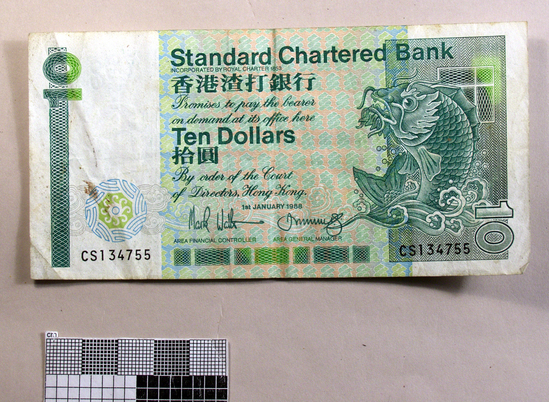 10
Standard Chartered Bank
INCORPORATED BY ROYAL CHARTER 1853
香港渣打銀行
Promises to pay the bearer
on demand at its office here
Ten Dollars
拾圓
By order of the Court
of Directors, Hong Kong.
1st JANUARY 1988
AREA FINANCIAL CONTROLLER AREA GENERAL MANAGER
CS134755 CS134755
10